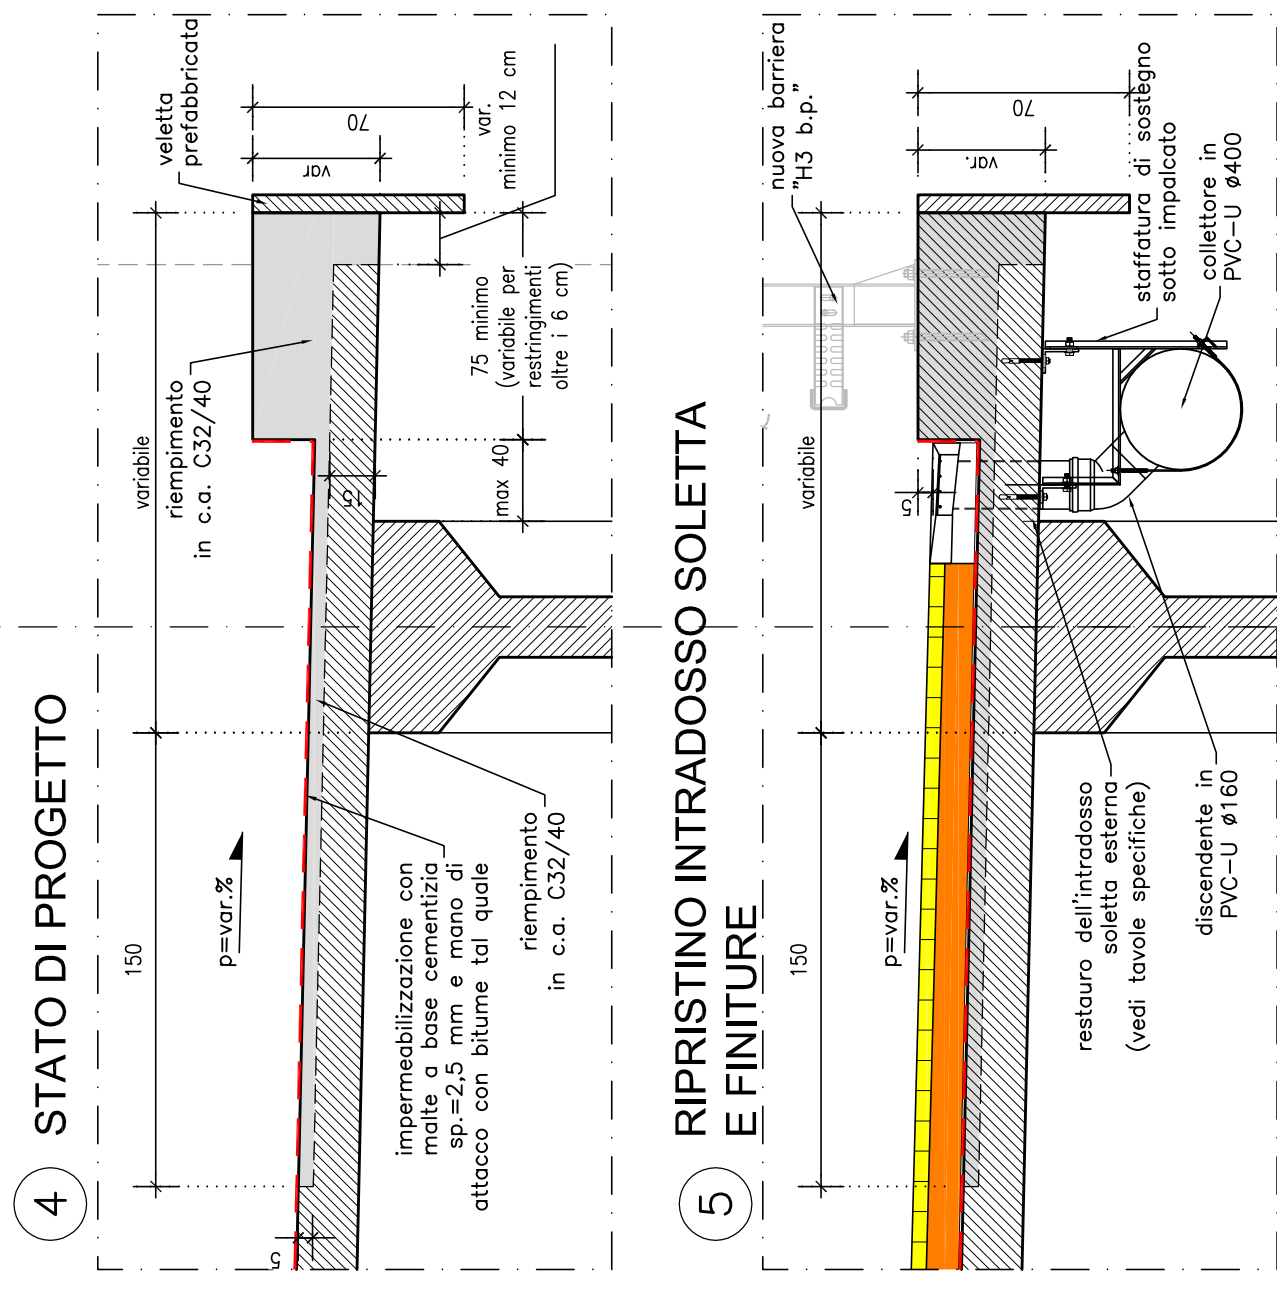 4
STATO DI PROGETTO
veletta
prefabbricata
70
var
var.
minimo 12 cm
variabile
riempimento
in c.a. C32/40
75 minimo
(variabile per
restringimenti
oltre i 6 cm)
max 40
15
150
p=var.%
impermeabilizzazione con
malte a base cementizia
sp.=2,5 mm e mano di
attacco con bitume tal quale
riempimento
in c.a. C32/40
5
5
RIPRISTINO INTRADOSSO SOLETTA
E FINITURE
nuova barriera
"H3 b.p."
70
var.
variabile
staffatura di sostegno
sotto impalcato
collettore in
PVC-U ø400
5
150
p=var.%
restauro dell'intradosso
soletta esterna
(vedi tavole specifiche)
discendente in
PVC-U ø160